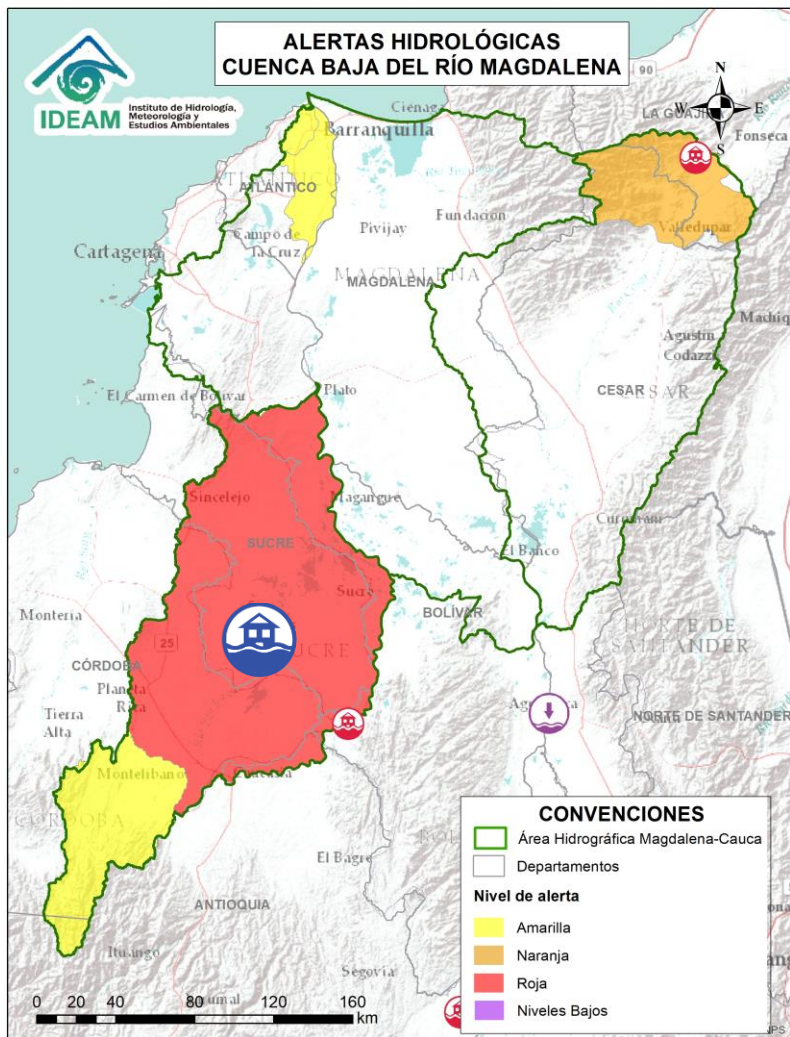 ALERTAS HIDROLÓGICAS
CUENCA BAJA DEL RÍO MAGDALENA
IDEAM
Instituto de Hidrología,
Meteorología y
Estudios Ambientales
N
W
E
S
90
Ciénaga
LA GUAJIRA
Barranquilla
Fonseca
ATLÁNTICO
Pivijay
Fundación
Valledupar
Cartagena
Campo de
La Cruz
MAGDALENA
MAGDALENA
Agustín
Codazzi
CESAR
CESAR
El Carmen de Bolívar
Plato
Sincelejo
Magangué
Curumaní
SUCRE
El Banco
Sucre
BOLÍVAR
Montería
SUCRE
NORTE DE
SANTANDER
25
CÓRDOBA
Planeta
Rica
Tierra
Alta
NORTE DE SANTANDER
Montelíbano
CÓRDOBA
El Bagre
ANTIOQUIA
Ituango
Segovia
CONVENCIONES
Área Hidrográfica Magdalena-Cauca
Departamentos
Nivel de alerta
Amarilla
Naranja
Roja
Niveles Bajos
0 20 40 80 120 160
km